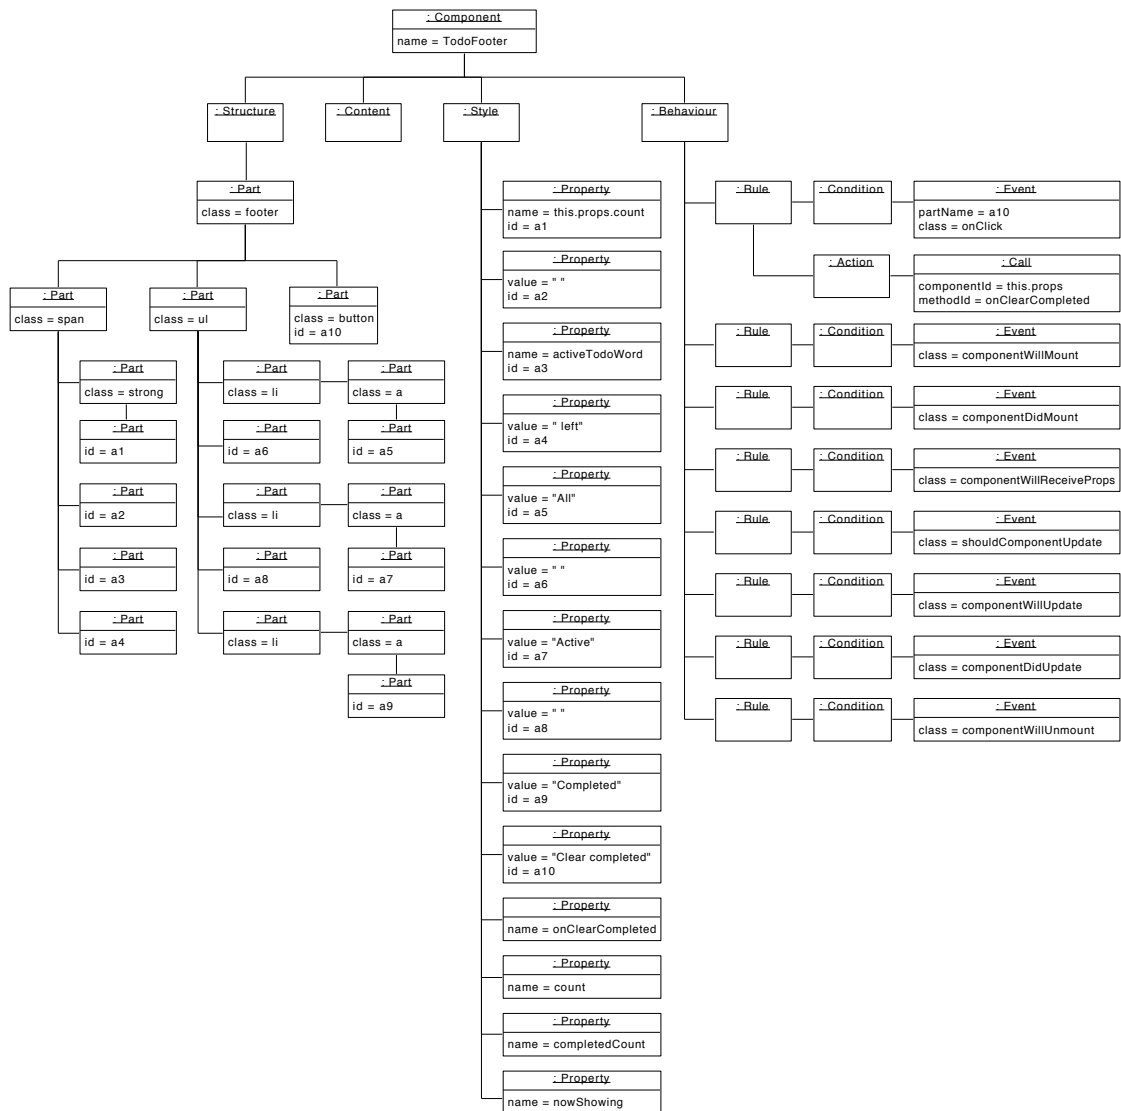 : Component
name = TodoFooter
: Structure
: Content
: Style
: Behaviour
: Part
class = footer
: Part
class = span
: Part
class = ul
: Part
class = button
id = a10
: Part
class = strong
: Part
id = a1
: Part
id = a2
: Part
id = a3
: Part
id = a4
: Part
class = li
: Part
class = a
: Part
id = a6
: Part
id = a5
: Part
class = li
: Part
class = a
: Part
id = a8
: Part
id = a7
: Part
class = li
: Part
class = a
: Part
id = a9
: Property
name = this.props.count
id = a1
: Property
value = " "
id = a2
: Property
name = activeTodoWord
id = a3
: Property
value = " left"
id = a4
: Property
value = "All"
id = a5
: Property
value = " "
id = a6
: Property
value = "Active"
id = a7
: Property
value = " "
id = a8
: Property
value = "Completed"
id = a9
: Property
value = "Clear completed"
id = a10
: Property
name = onClearCompleted
: Property
name = count
: Property
name = completedCount
: Property
name = nowShowing
: Rule
: Condition
: Event
partName = a10
class = onClick
: Action
: Call
componentId = this.props
methodId = onClearCompleted
: Rule
: Condition
: Event
class = componentWillMount
: Rule
: Condition
: Event
class = componentDidMount
: Rule
: Condition
: Event
class = componentWillReceiveProps
: Rule
: Condition
: Event
class = shouldComponentUpdate
: Rule
: Condition
: Event
class = componentWillUpdate
: Rule
: Condition
: Event
class = componentDidUpdate
: Rule
: Condition
: Event
class = componentWillUnmount